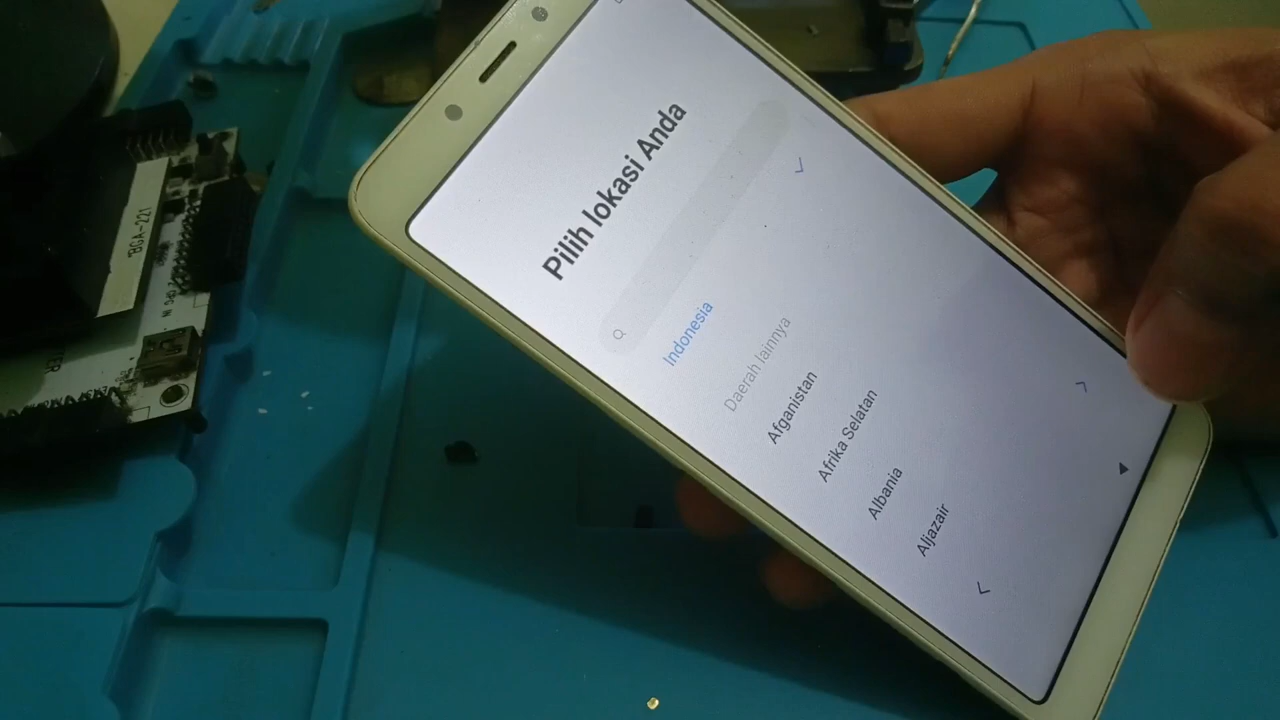 Pilih lokasi Anda
Indonesia
Daerah lainnya
Afganistan
Afrika Selatan
Albania
Aljazair
BGA-221